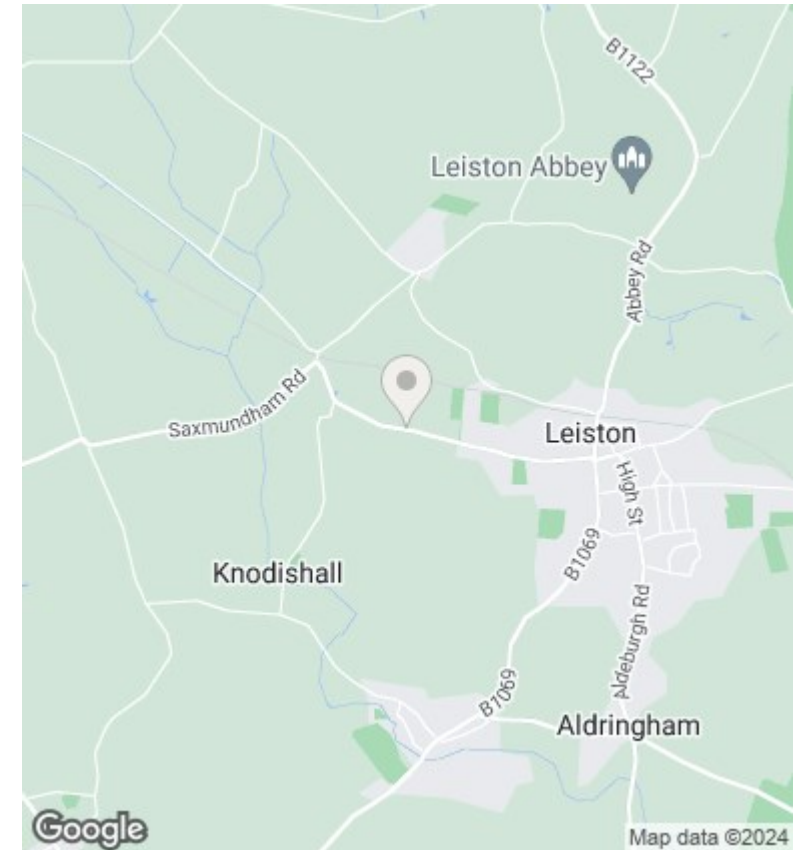 B1122
Leiston Abbey
Abbey Rd
Saxmundham Rd
Leiston
High St
Knodishall
B1069
Aldeburgh Rd
B1069
Aldringham
Google
Map data ©2024